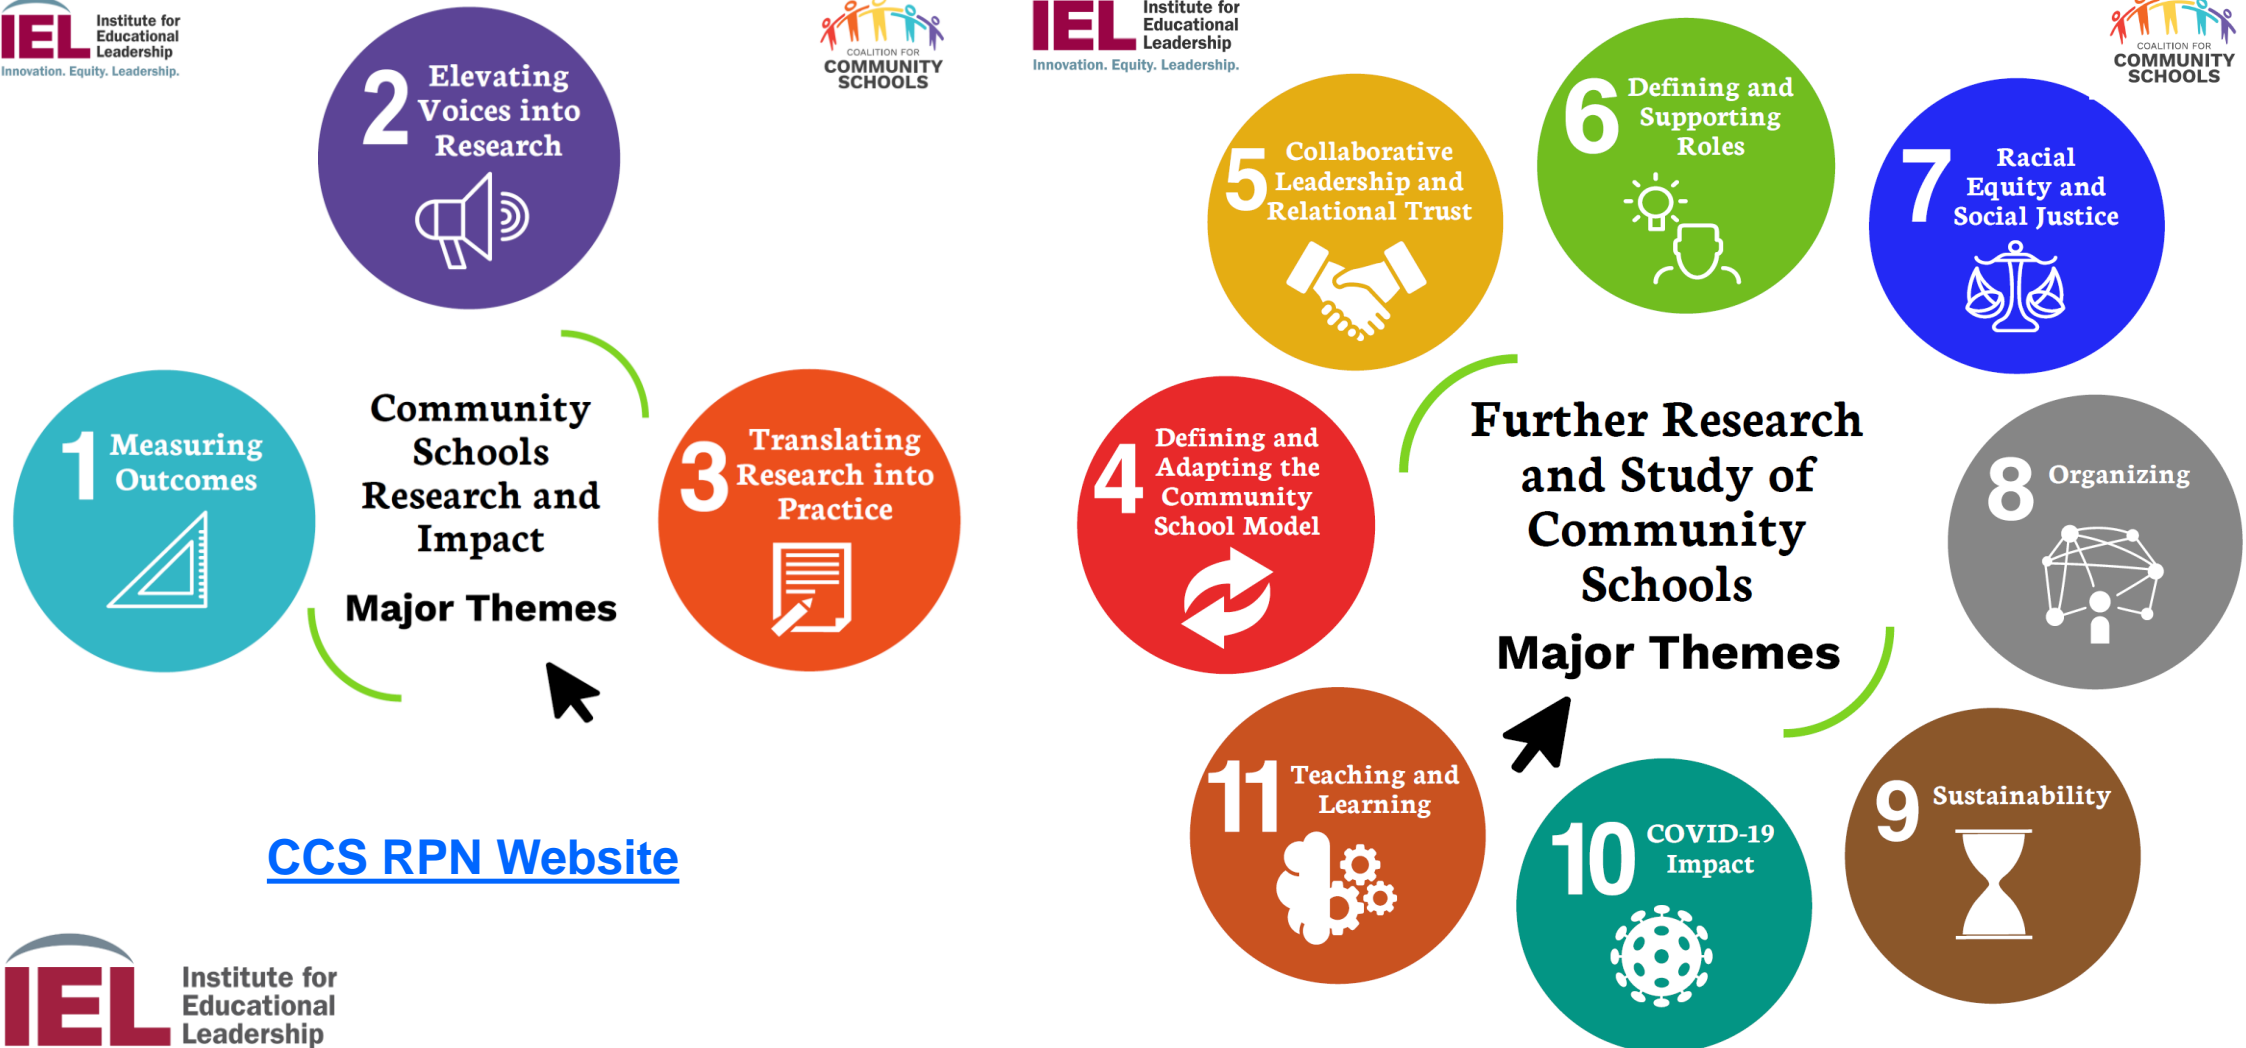 Institute for
Educational
Leadership
IEL
Innovation. Equity. Leadership.
COALITION FOR
COMMUNITY
SCHOOLS
2
Elevating
Voices into
Research
1
Measuring
Outcomes
Community
Schools
Research and
Impact
Major Themes
3
Translating
Research into
Practice
CCS RPN Website
IEL
Institute for
Educational
Leadership
IEL
Institute for
Educational
Leadership
Innovation. Equity. Leadership.
COALITION FOR
COMMUNITY
SCHOOLS
4
Defining and
Adapting the
Community
School Model
5
Collaborative
Leadership and
Relational Trust
6
Defining and
Supporting
Roles
7
Racial
Equity and
Social Justice
Further Research
and Study of
Community
Schools
Major Themes
8
Organizing
9
Sustainability
10
COVID-19
Impact
11
Teaching and
Learning